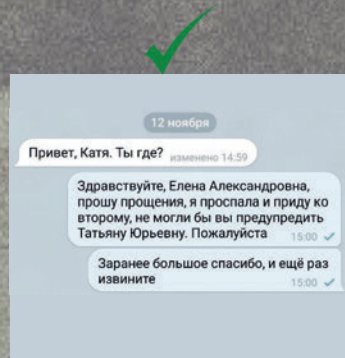 12 ноября
Привет, Катя. Ты где? изменено 14:59
Здравствуйте, Елена Александровна,
прошу прощения, я проспала и приду ко
второму, не могли бы вы предупредить
Татьяну Юрьевну. Пожалуйста 15:00
Заранее большое спасибо, и ещё раз
извините 15:00